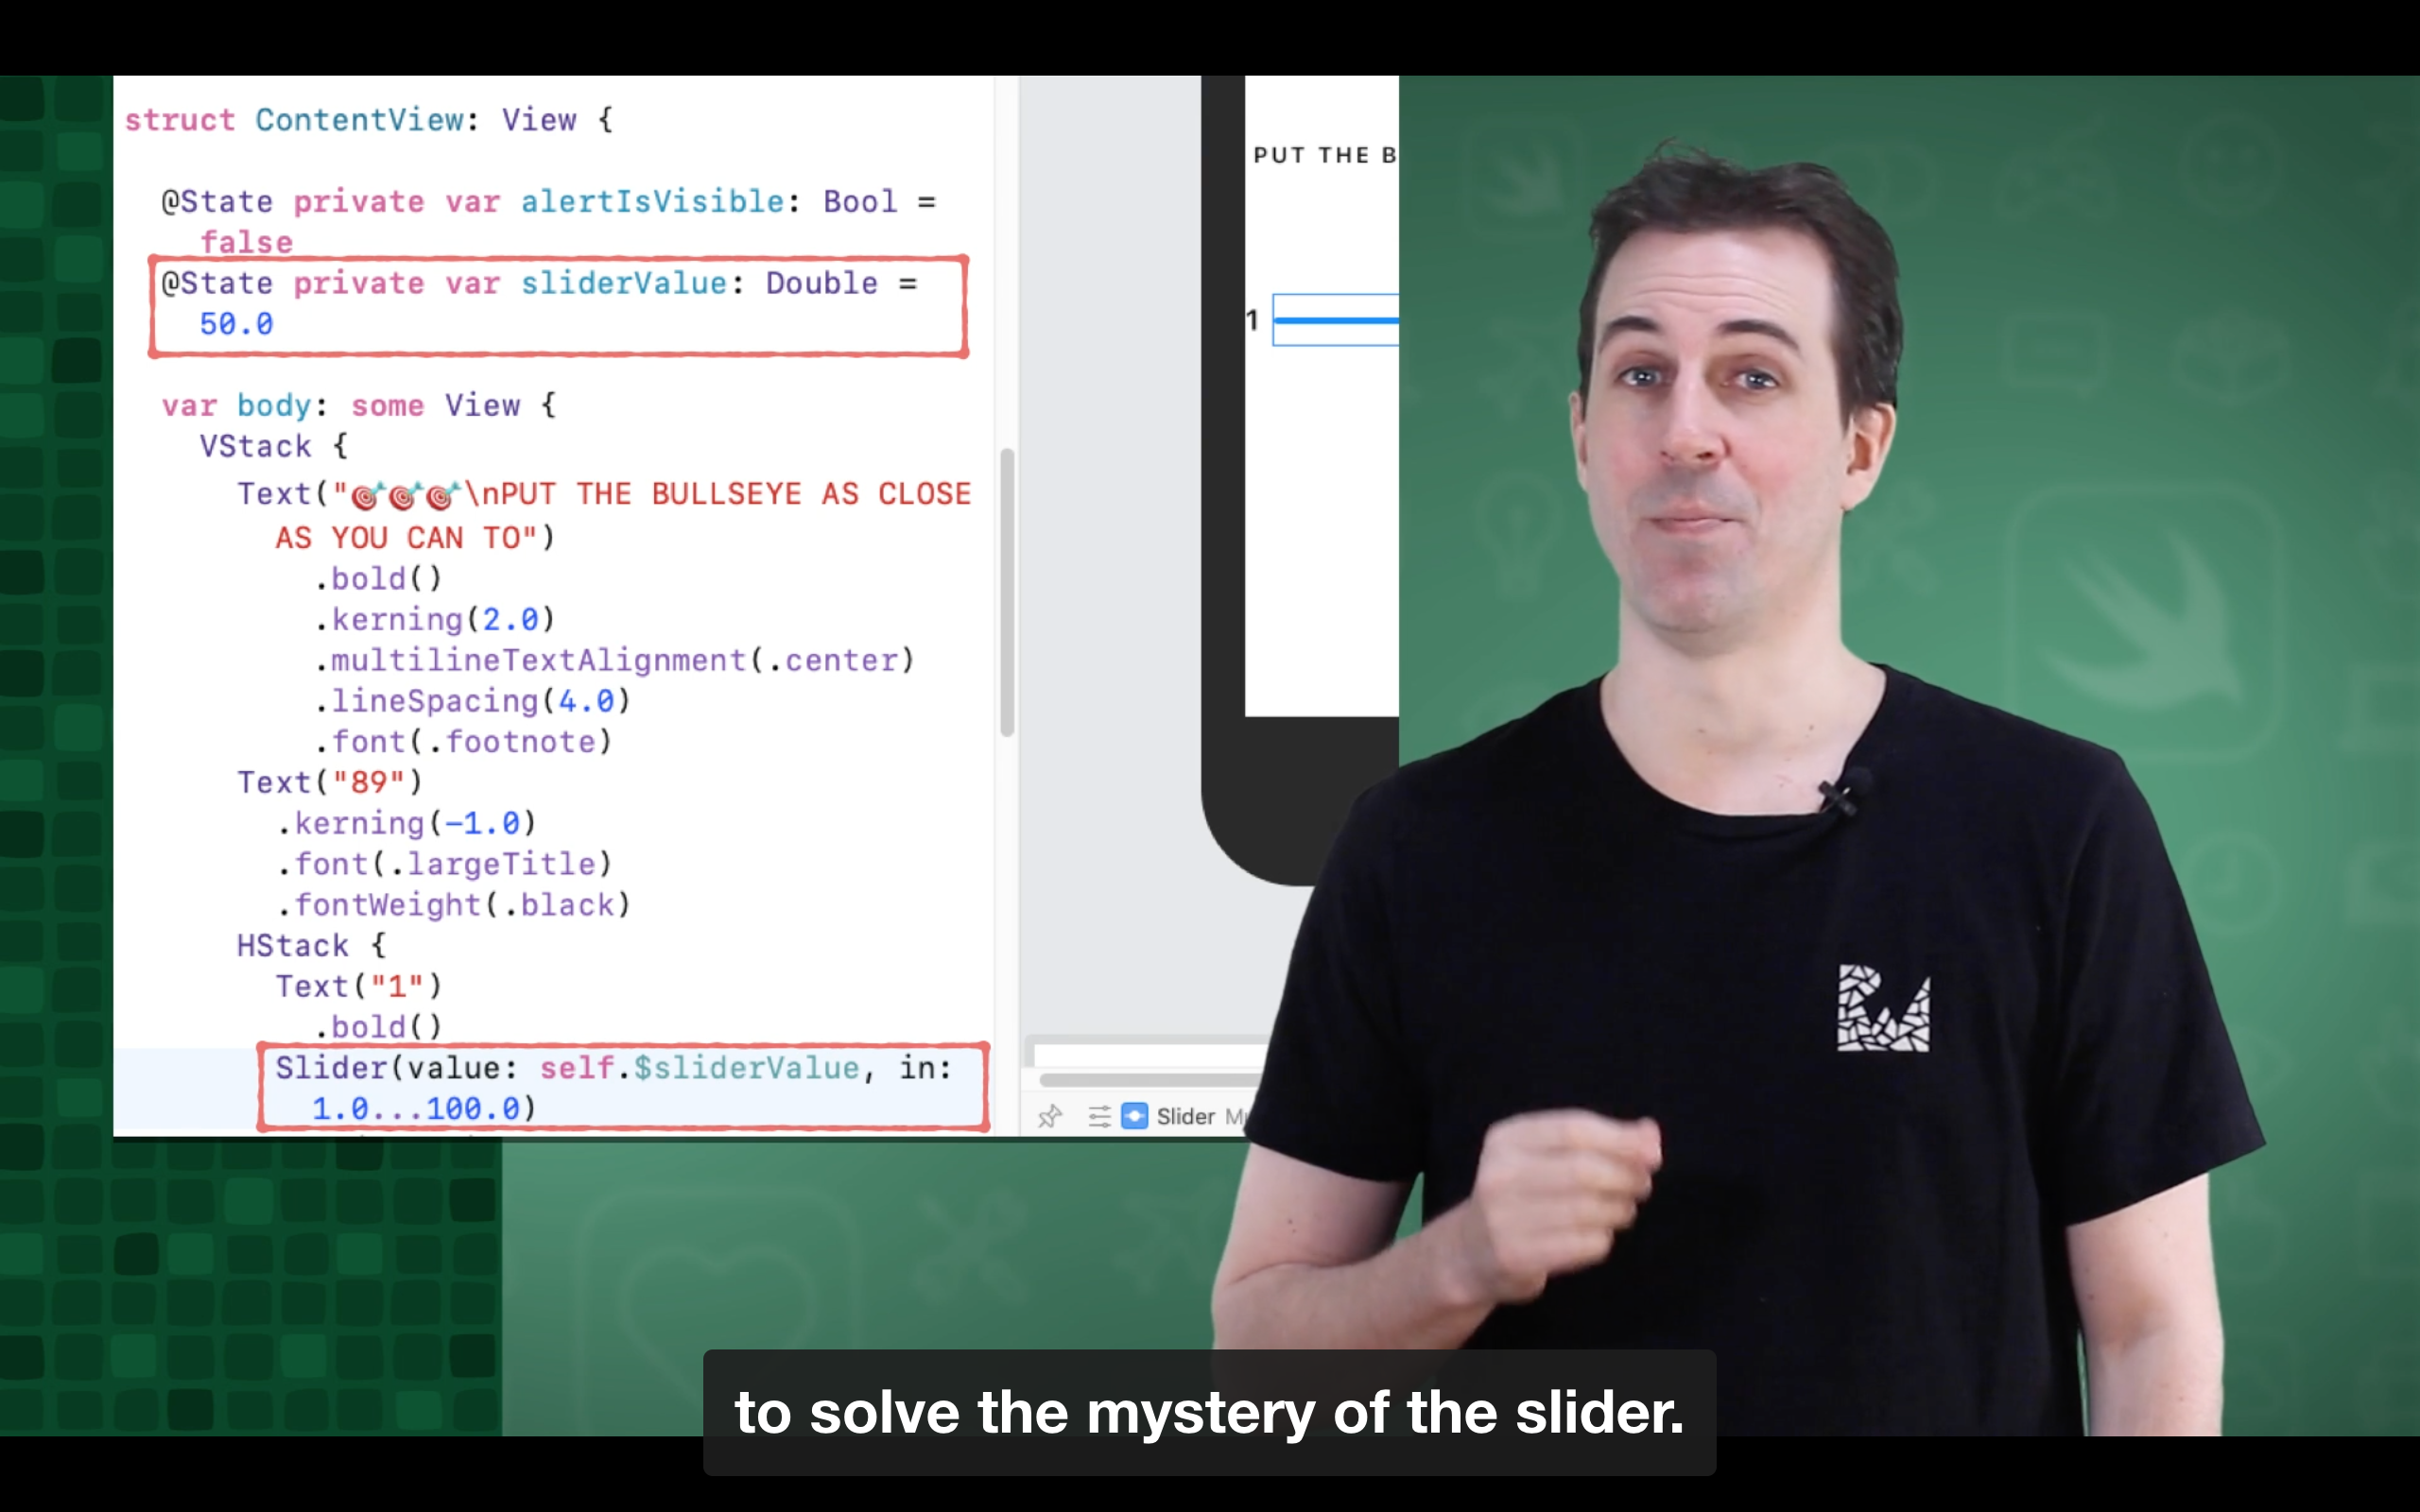 struct ContentView: View {
@State private var alertIsVisible: Bool =
false
@State private var sliderValue: Double =
50.0
var body: some View {
VStack {
Text("🎯🎯🎯\nPUT THE BULLSEYE AS CLOSE
AS YOU CAN TO")
.bold()
.kerning(2.0)
.multilineTextAlignment(.center)
.lineSpacing(4.0)
.font(.footnote)
Text("89")
.kerning(-1.0)
.font(.largeTitle)
.fontWeight(.black)
HStack {
Text("1")
.bold()
Slider(value: self.$sliderValue, in:
1.0...100.0)
PUT THE B
1
Slider
RW
to solve the mystery of the slider.